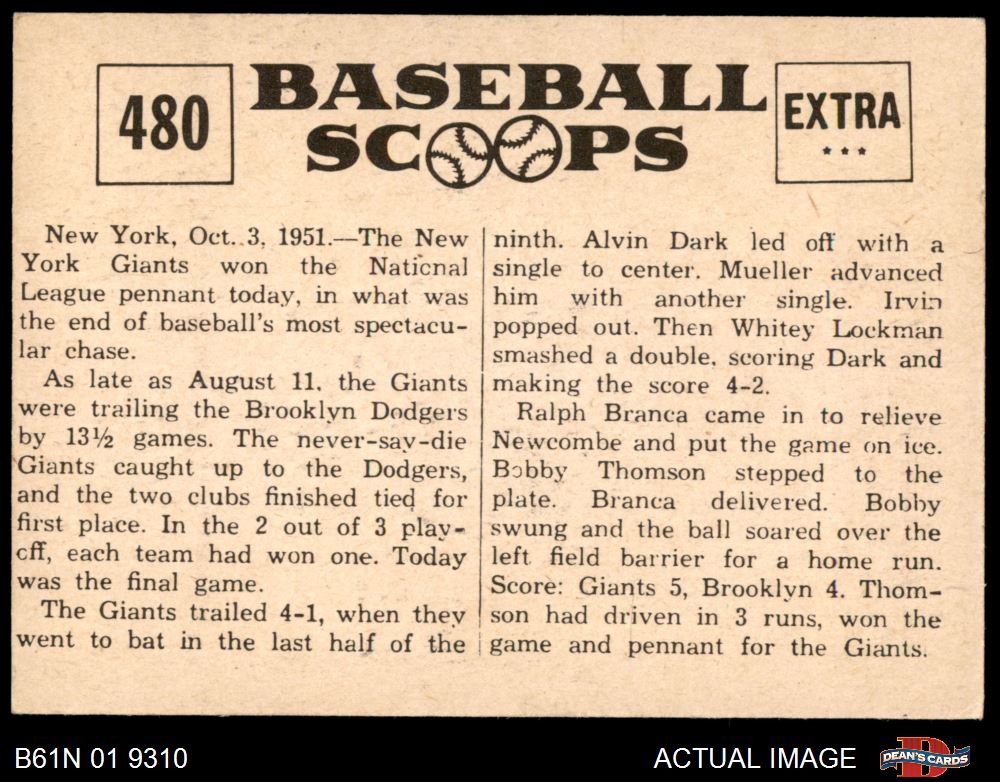 480
BASEBALL
SCOOPS
EXTRA
* * *
New York, Oct. 3, 1951.—The New
York Giants won the National
League pennant today, in what was
the end of baseball's most spectacu-
lar chase.
As late as August 11, the Giants
were trailing the Brooklyn Dodgers
by 13½ games. The never-say-die
Giants caught up to the Dodgers,
and the two clubs finished tied for
first place. In the 2 out of 3 play-
off, each team had won one. Today
was the final game.
The Giants trailed 4-1, when they
went to bat in the last half of the
ninth. Alvin Dark led off with a
single to center. Mueller advanced
him with another single. Irvin
popped out. Then Whitey Lockman
smashed a double, scoring Dark and
making the score 4-2.
Ralph Branca came in to relieve
Newcombe and put the game on ice.
Bobby Thomson stepped to the
plate. Branca delivered. Bobby
swung and the ball soared over the
left field barrier for a home run.
Score: Giants 5, Brooklyn 4. Thom-
son had driven in 3 runs, won the
game and pennant for the Giants.
B61N 01 9310
ACTUAL IMAGE
D
DEAN'S CARDS